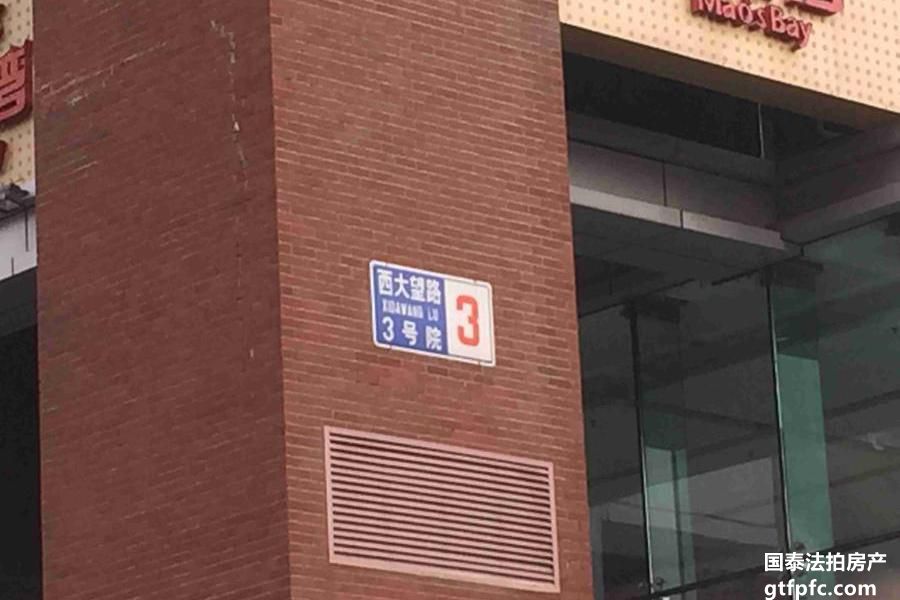 Mao's Bay
湾
西大望路
XIDAWANG LU
3号院
3
国泰法拍房产
gtfpfc.com